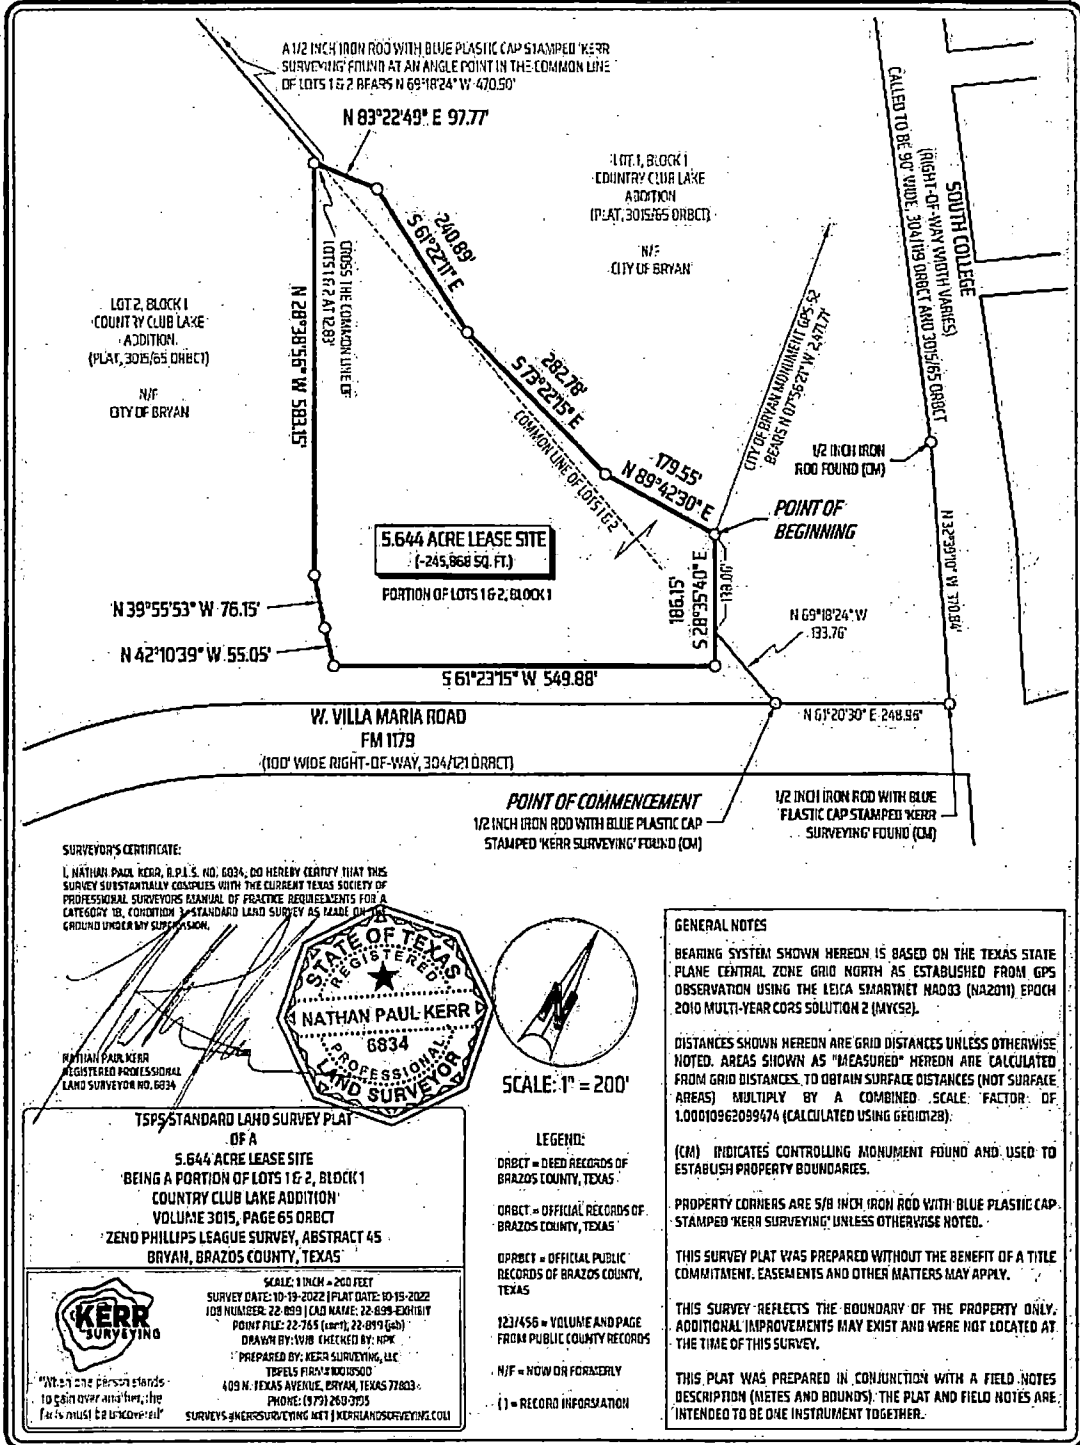 A 1/2 INCH IRON ROD WITH BLUE PLASTIC CAP STAMPED 'KERR
SURVEYING' FOUND AT AN ANGLE POINT IN THE COMMON LINE
OF LOTS 1 & 2 BEARS N 69°18'24" W 470.50'
N 83°22'49" E 97.77'
LOT 1, BLOCK 1
COUNTRY CLUB LAKE
ADDITION
(PLAT, 3015/65 ORBCT)
N/F
CITY OF BRYAN
SOUTH COLLEGE
(RIGHT-OF-WAY WIDTH VARIES)
CALLED TO BE 90' WIDE, 304/119 DRBCT AND 3015/65 ORBCT
240.89'
S 61°22'11" E
CROSS THE COMMON LINE OF
LOTS 1 & 2 AT 12.83'
N 28°38'56" W 583.15'
LOT 2, BLOCK 1
COUNTRY CLUB LAKE
ADDITION.
(PLAT, 3015/65 ORBCT)
N/F
CITY OF BRYAN
282.78'
S 73°22'15" E
COMMON LINE OF LOTS 1 & 2
CITY OF BRYAN MONUMENT GPS-52
BEARS N 07°56'21" W 2,471.71'
1/2 INCH IRON
ROD FOUND (CM)
179.55'
N 89°42'30" E
POINT OF
BEGINNING
5.644 ACRE LEASE SITE
(~245,868 SQ. FT.)
PORTION OF LOTS 1 & 2, BLOCK 1
186.15'
S 28°35'40" E
N 32°39'10" W 370.84'
N 69°18'24" W
133.76'
N 39°55'53" W 76.15'
N 42°10'39" W 55.05'
S 61°23'15" W 549.88'
N 61°20'30" E 248.96'
W. VILLA MARIA ROAD
FM 1179
(100' WIDE RIGHT-OF-WAY, 304/121 DRBCT)
POINT OF COMMENCEMENT
1/2 INCH IRON ROD WITH BLUE PLASTIC CAP
STAMPED 'KERR SURVEYING' FOUND (CM)
1/2 INCH IRON ROD WITH BLUE
PLASTIC CAP STAMPED 'KERR
SURVEYING' FOUND (CM)
SURVEYOR'S CERTIFICATE:
I, NATHAN PAUL KERR, R.P.L.S. NO. 6834, DO HEREBY CERTIFY THAT THIS
SURVEY SUBSTANTIALLY COMPLIES WITH THE CURRENT TEXAS SOCIETY OF
PROFESSIONAL SURVEYORS MANUAL OF PRACTICE REQUIREMENTS FOR A
CATEGORY 1B, CONDITION STANDARD LAND SURVEY AS MADE ON THE
GROUND UNDER MY SUPERVISION.
NATHAN PAUL KERR
REGISTERED PROFESSIONAL
LAND SURVEYOR NO. 6834
STATE OF TEXAS
REGISTERED
NATHAN PAUL KERR
6834
PROFESSIONAL
LAND SURVEYOR
N
SCALE: 1" = 200'
TSPS STANDARD LAND SURVEY PLAT
OF A
5.644 ACRE LEASE SITE
BEING A PORTION OF LOTS 1 & 2, BLOCK 1
COUNTRY CLUB LAKE ADDITION
VOLUME 3015, PAGE 65 ORBCT
ZENO PHILLIPS LEAGUE SURVEY, ABSTRACT 45
BRYAN, BRAZOS COUNTY, TEXAS
KERR
SURVEYING
"When one person stands
to gain over another, the
facts must be uncovered"
SCALE: 1 INCH = 200 FEET
SURVEY DATE: 10-19-2022 | PLAT DATE: 10-19-2022
JOB NUMBER: 22-899 | CAD NAME: 22-899-EXHIBIT
POINT FILE: 22-765 (cont); 22-899 (job)
DRAWN BY: WJB CHECKED BY: NPK
PREPARED BY: KERR SURVEYING, LLC
TBPELS FIRM # 10018500
409 N. TEXAS AVENUE, BRYAN, TEXAS 77803
PHONE: (979) 268-3195
SURVEYS@KERRSURVEYING.NET | KERRLANDSURVEYING.COM
LEGEND:
DRBCT = DEED RECORDS OF
BRAZOS COUNTY, TEXAS
ORBCT = OFFICIAL RECORDS OF
BRAZOS COUNTY, TEXAS
OPRBCT = OFFICIAL PUBLIC
RECORDS OF BRAZOS COUNTY,
TEXAS
123/456 = VOLUME AND PAGE
FROM PUBLIC COUNTY RECORDS
N/F = NOW OR FORMERLY
( ) = RECORD INFORMATION
GENERAL NOTES
BEARING SYSTEM SHOWN HEREON IS BASED ON THE TEXAS STATE
PLANE CENTRAL ZONE GRID NORTH AS ESTABLISHED FROM GPS
OBSERVATION USING THE LEICA SMARTNET NAD83 (NA2011) EPOCH
2010 MULTI-YEAR CORS SOLUTION 2 (MYCS2).
DISTANCES SHOWN HEREON ARE GRID DISTANCES UNLESS OTHERWISE
NOTED. AREAS SHOWN AS "MEASURED" HEREON ARE CALCULATED
FROM GRID DISTANCES. TO OBTAIN SURFACE DISTANCES (NOT SURFACE
AREAS) MULTIPLY BY A COMBINED SCALE FACTOR OF
1.00010962099474 (CALCULATED USING GEOID12B).
(CM) INDICATES CONTROLLING MONUMENT FOUND AND USED TO
ESTABLISH PROPERTY BOUNDARIES.
PROPERTY CORNERS ARE 5/8 INCH IRON ROD WITH BLUE PLASTIC CAP
STAMPED 'KERR SURVEYING' UNLESS OTHERWISE NOTED.
THIS SURVEY PLAT WAS PREPARED WITHOUT THE BENEFIT OF A TITLE
COMMITMENT. EASEMENTS AND OTHER MATTERS MAY APPLY.
THIS SURVEY REFLECTS THE BOUNDARY OF THE PROPERTY ONLY.
ADDITIONAL IMPROVEMENTS MAY EXIST AND WERE NOT LOCATED AT
THE TIME OF THIS SURVEY.
THIS PLAT WAS PREPARED IN CONJUNCTION WITH A FIELD NOTES
DESCRIPTION (METES AND BOUNDS). THE PLAT AND FIELD NOTES ARE
INTENDED TO BE ONE INSTRUMENT TOGETHER.